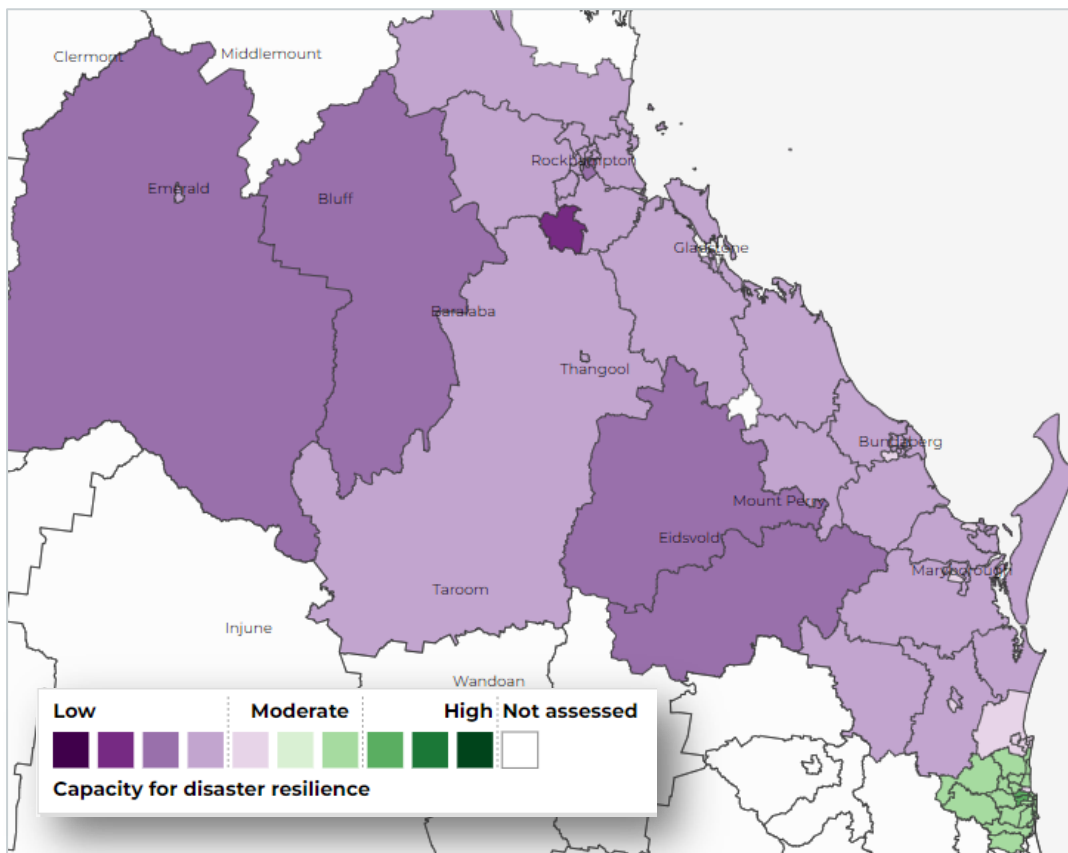 Clermont
Middlemount
Rockhampton
Emerald
Bluff
Gladstone
Baralaba
Thangool
Bundaberg
Mount Perry
Eidsvold
Maryborough
Taroom
Injune
Wandoan
Low Moderate High Not assessed
Capacity for disaster resilience